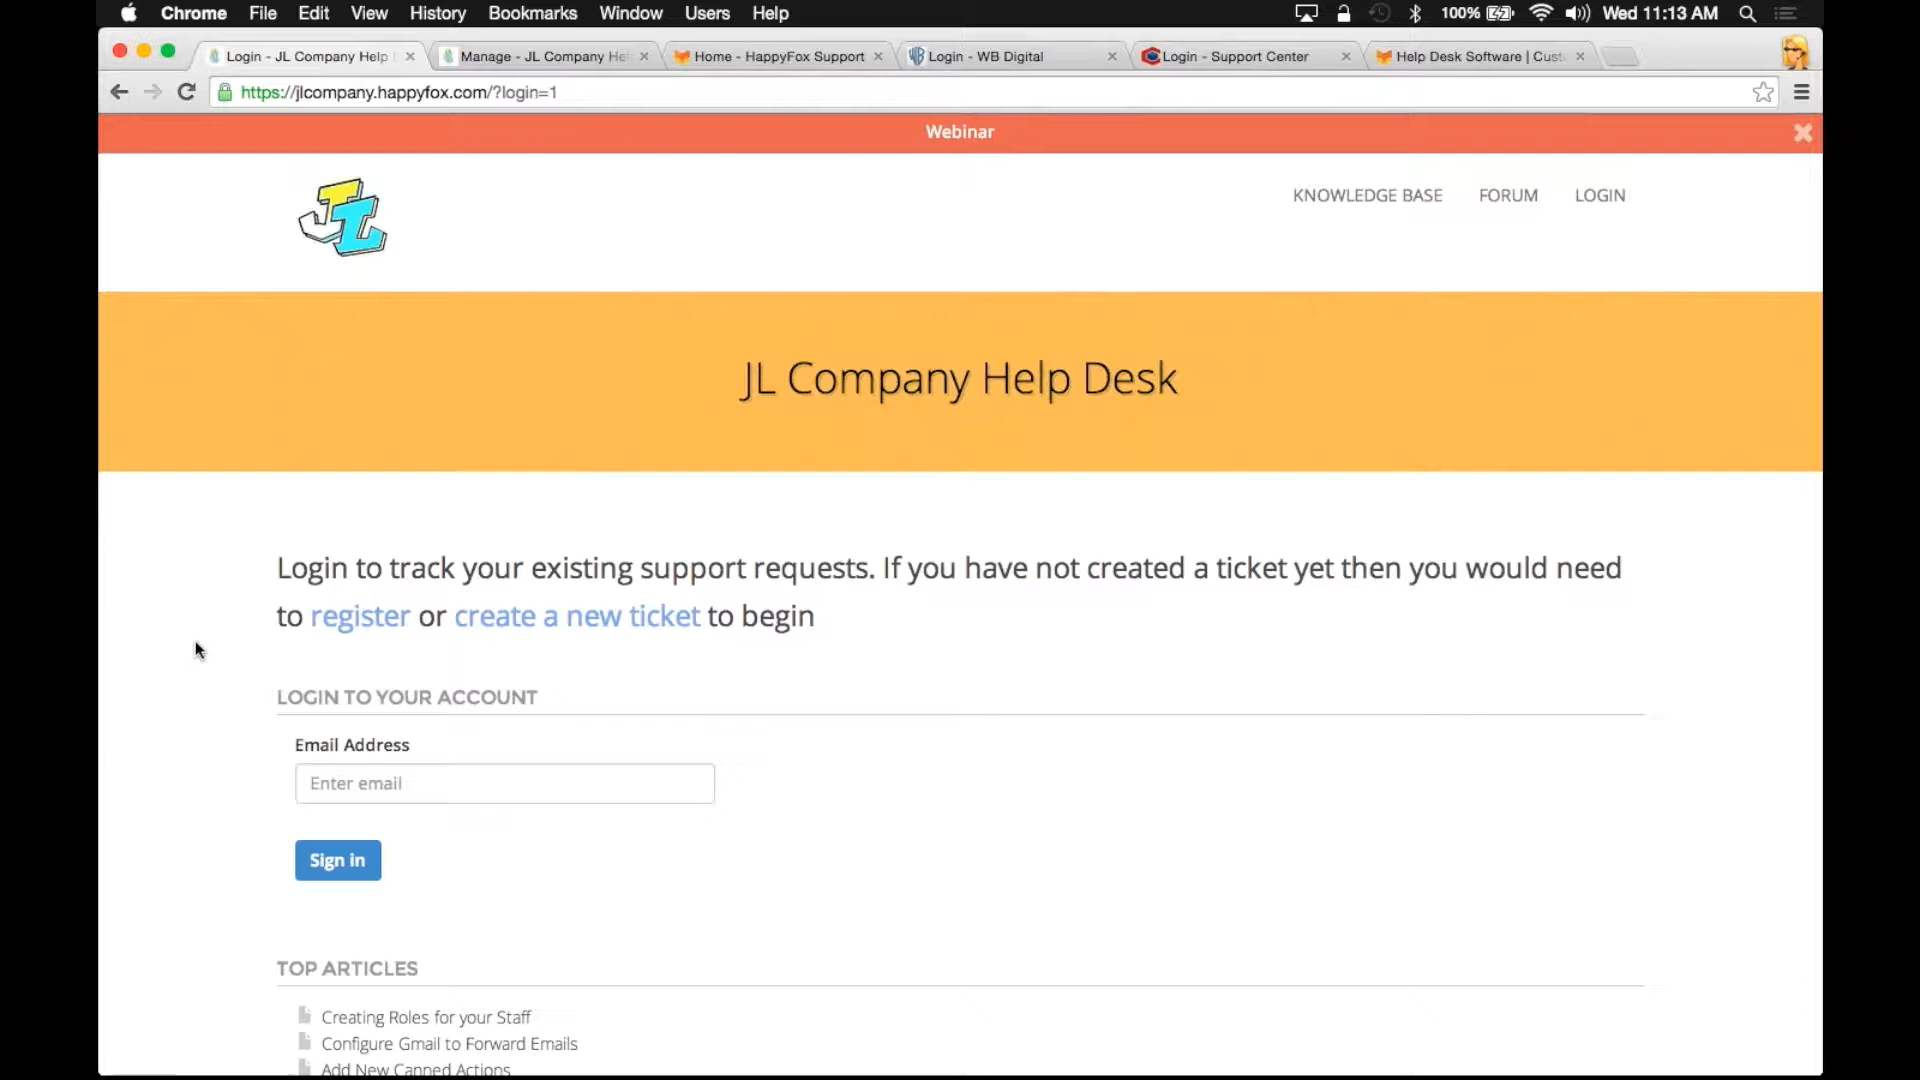 Chrome File Edit View History Bookmarks Window Users Help 100% Wed 11:13 AM
Login - JL Company Help Manage - JL Company Hel Home - HappyFox Support Login - WB Digital Login - Support Center Help Desk Software | Cust
https://jlcompany.happyfox.com/?login=1
Webinar
JL
KNOWLEDGE BASE FORUM LOGIN
JL Company Help Desk
Login to track your existing support requests. If you have not created a ticket yet then you would need
to register or create a new ticket to begin
LOGIN TO YOUR ACCOUNT
Email Address
Enter email
Sign in
TOP ARTICLES
Creating Roles for your Staff
Configure Gmail to Forward Emails
Add New Canned Actions